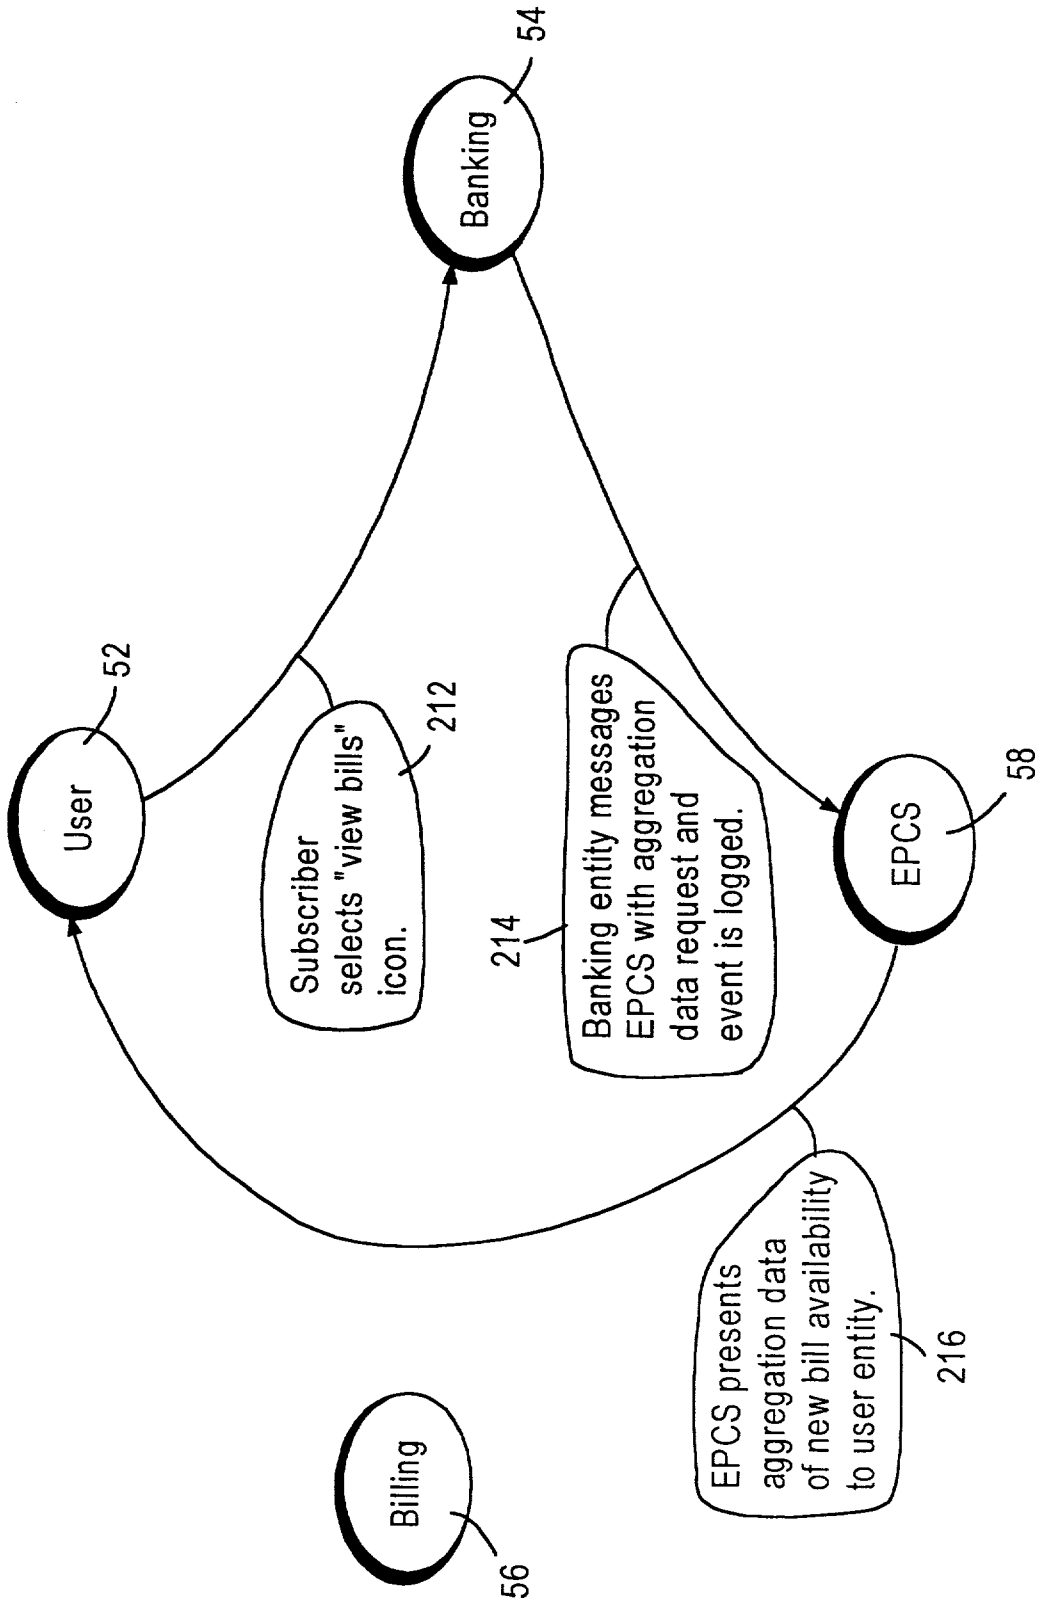 User
52
Banking
54
Subscriber
selects "view bills"
icon.
212
214
Banking entity messages
EPCS with aggregation
data request and
event is logged.
Billing
56
EPCS
58
EPCS presents
aggregation data
of new bill availability
to user entity.
216